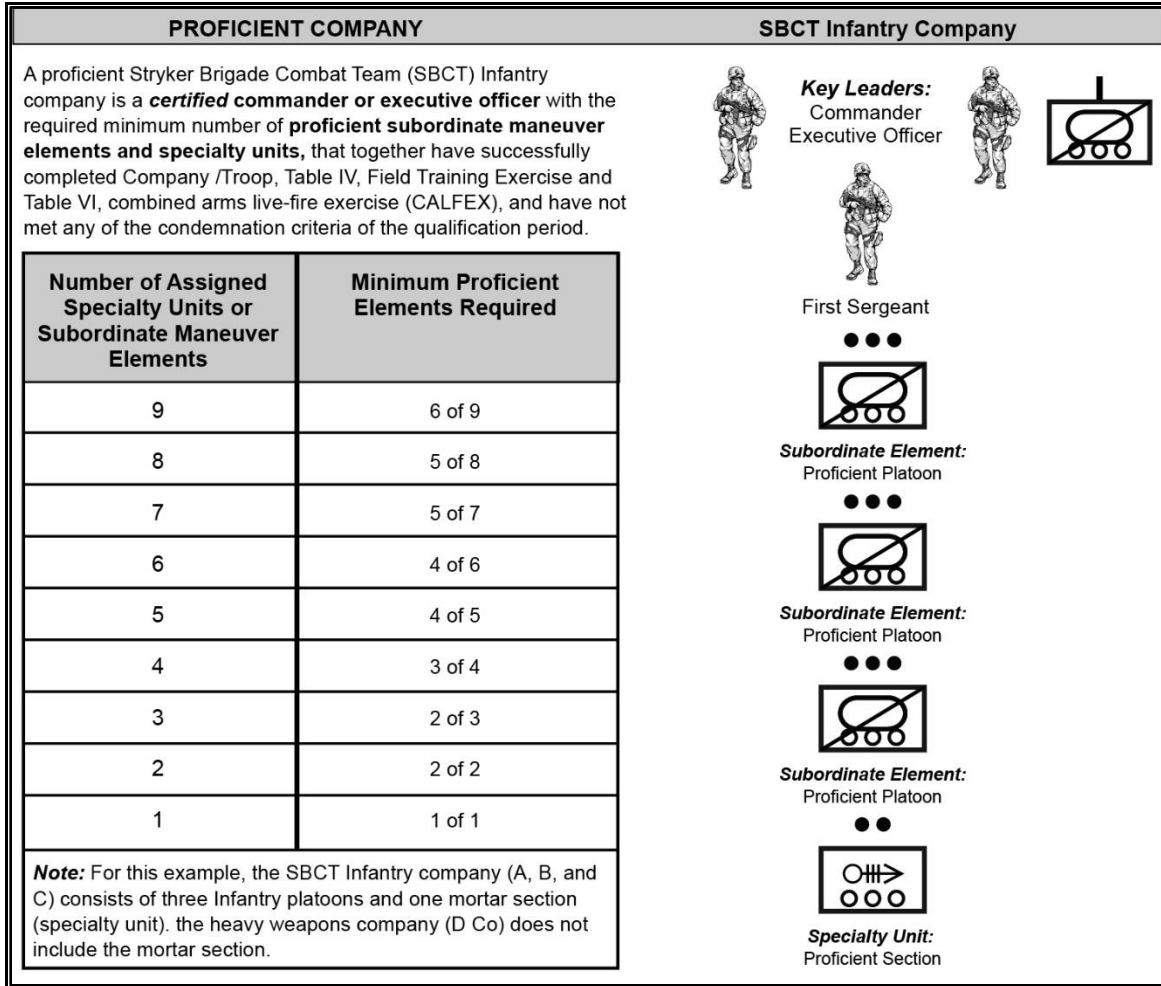 PROFICIENT COMPANY
A proficient Stryker Brigade Combat Team (SBCT) Infantry
company is a certified commander or executive officer with the
required minimum number of proficient subordinate maneuver
elements and specialty units, that together have successfully
completed Company /Troop, Table IV, Field Training Exercise and
Table VI, combined arms live-fire exercise (CALFEX), and have not
met any of the condemnation criteria of the qualification period.
Number of Assigned
Specialty Units or
Subordinate Maneuver
Elements
Minimum Proficient
Elements Required
9 6 of 9
8 5 of 8
7 5 of 7
6 4 of 6
5 4 of 5
4 3 of 4
3 2 of 3
2 2 of 2
1 1 of 1
Note: For this example, the SBCT Infantry company (A, B, and
C) consists of three Infantry platoons and one mortar section
(specialty unit). the heavy weapons company (D Co) does not
include the mortar section.
SBCT Infantry Company
Key Leaders:
Commander
Executive Officer
First Sergeant
Subordinate Element:
Proficient Platoon
Subordinate Element:
Proficient Platoon
Subordinate Element:
Proficient Platoon
Specialty Unit:
Proficient Section